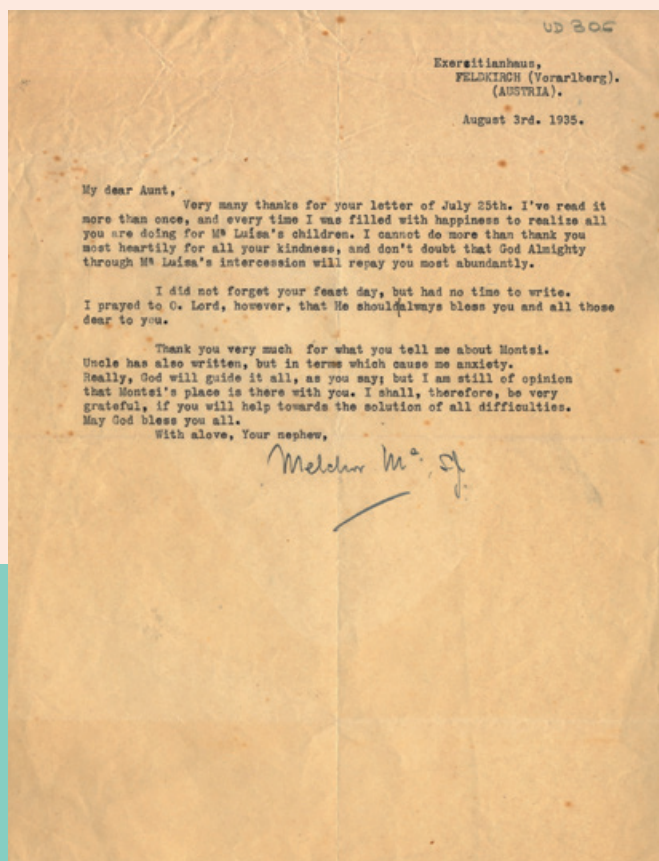 UD 306
Exerzitianhaus,
FELDKIRCH (Vorarlberg).
(AUSTRIA).
August 3rd. 1935.
My dear Aunt,
Very many thanks for your letter of July 25th. I've read it
more than once, and every time I was filled with happiness to realize all
you are doing for Mª Luisa's children. I cannot do more than thank you
most heartily for all your kindness, and don't doubt that God Almighty
through Mª Luisa's intercession will repay you most abundantly.
I did not forget your feast day, but had no time to write.
I prayed to O. Lord, however, that He should/always bless you and all those
dear to you.
Thank you very much for what you tell me about Montsi.
Uncle has also written, but in terms which cause me anxiety.
Really, God will guide it all, as you say; but I am still of opinion
that Montsi's place is there with you. I shall, therefore, be very
grateful, if you will help towards the solution of all difficulties.
May God bless you all.
With alove, Your nephew,
Melchor Mª. SJ.